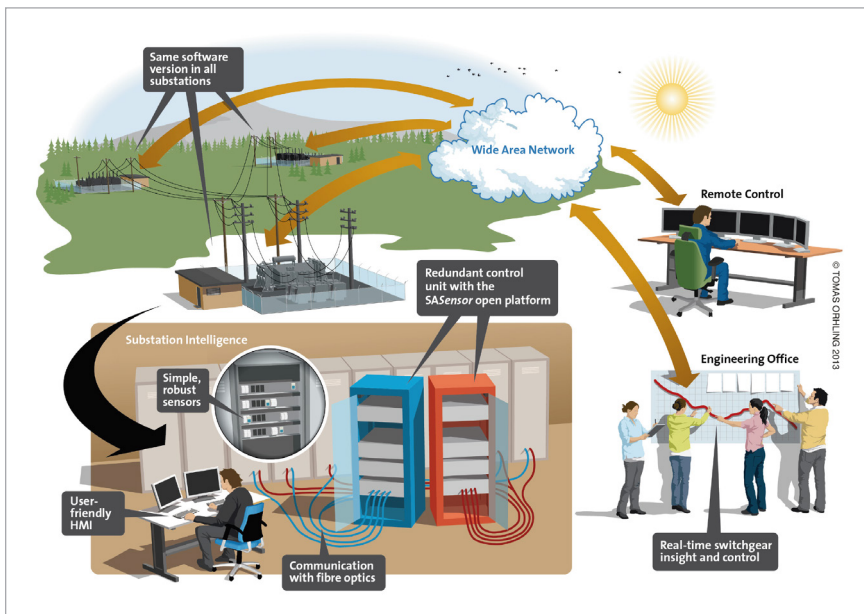 Same software
version in all
substations
Wide Area Network
Remote Control
Redundant control
unit with the
SASensor open platform
© TOMAS ORHLING 2013
Substation Intelligence
Engineering Office
Simple,
robust
sensors
User-
friendly
HMI
Communication
with fibre optics
Real-time switchgear
insight and control